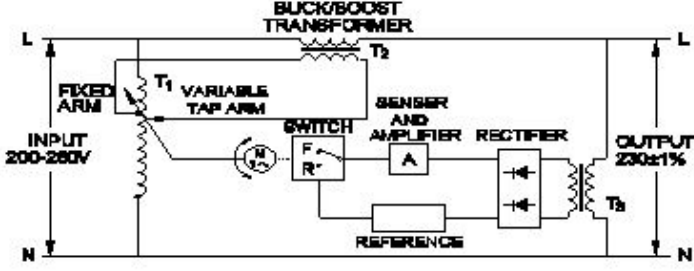 BUCK/BOOST
TRANSFORMER
L
L
T2
T1
FIXED
ARM
VARIABLE
TAP ARM
SENSER
AND
AMPLIFIER
SWITCH
RECTIFIER
INPUT
200-260V
M
F
R
A
OUTPUT
230±1%
T3
REFERENCE
N
N